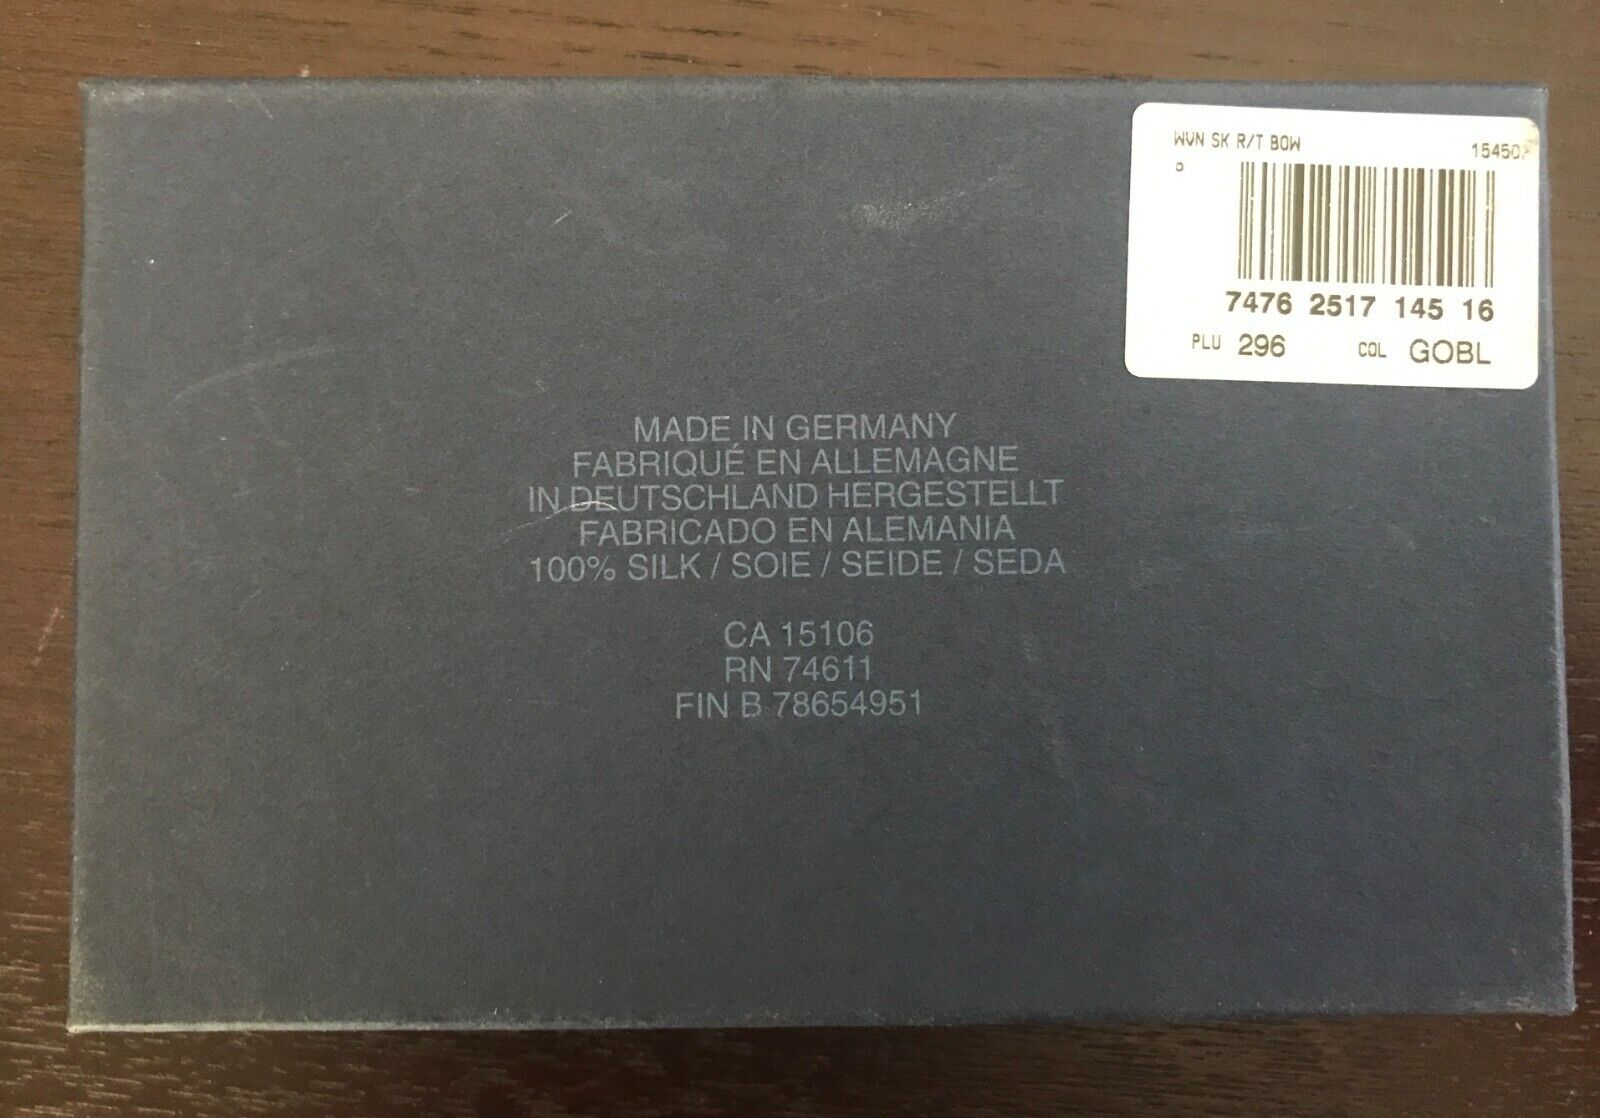 WVN SK R/T BOW 15450
D
7476 2517 145 16
PLU 296 COL GOBL
MADE IN GERMANY
FABRIQUÉ EN ALLEMAGNE
IN DEUTSCHLAND HERGESTELLT
FABRICADO EN ALEMANIA
100% SILK / SOIE / SEIDE / SEDA
CA 15106
RN 74611
FIN B 78654951